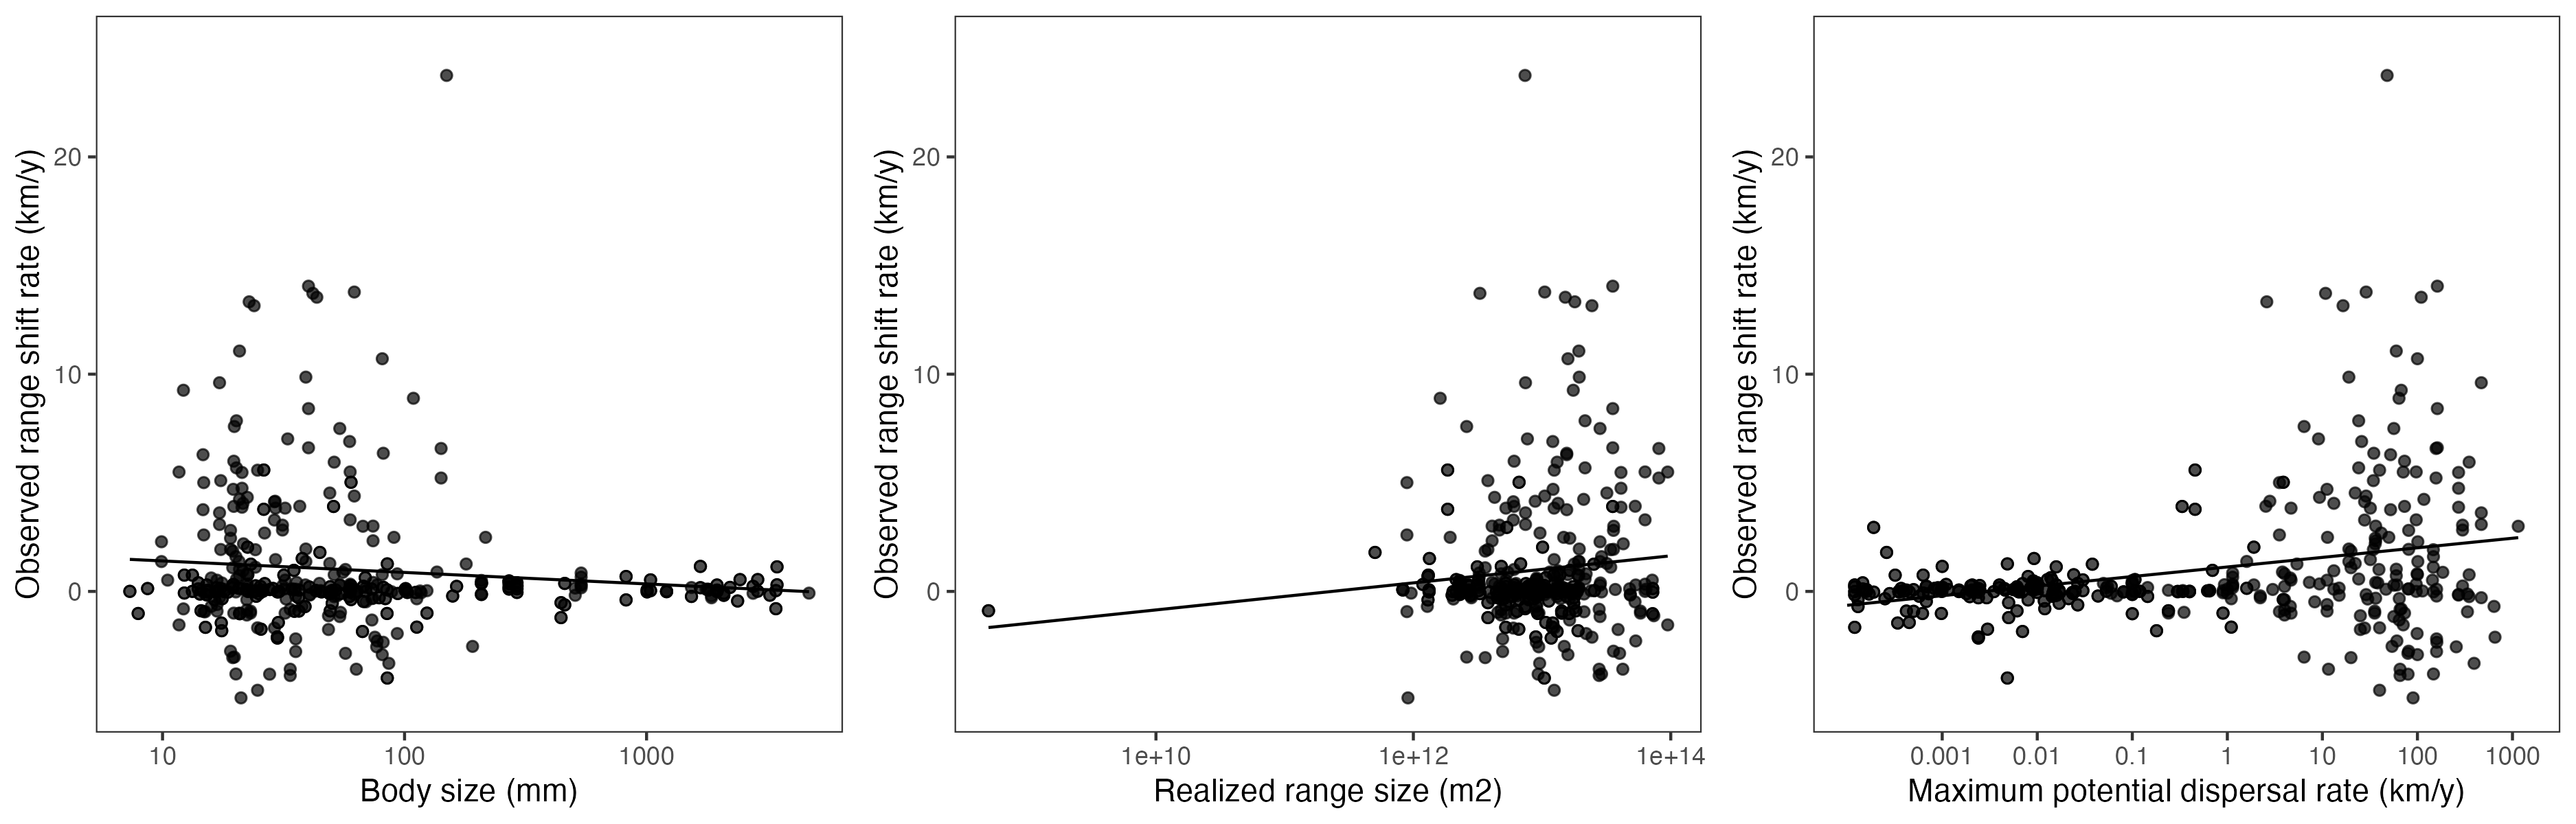 Observed range shift rate (km/y)
20
10
0
10 100 1000
Body size (mm)
Observed range shift rate (km/y)
20
10
0
1e+10 1e+12 1e+14
Realized range size (m2)
Observed range shift rate (km/y)
20
10
0
0.001 0.01 0.1 1 10 100 1000
Maximum potential dispersal rate (km/y)